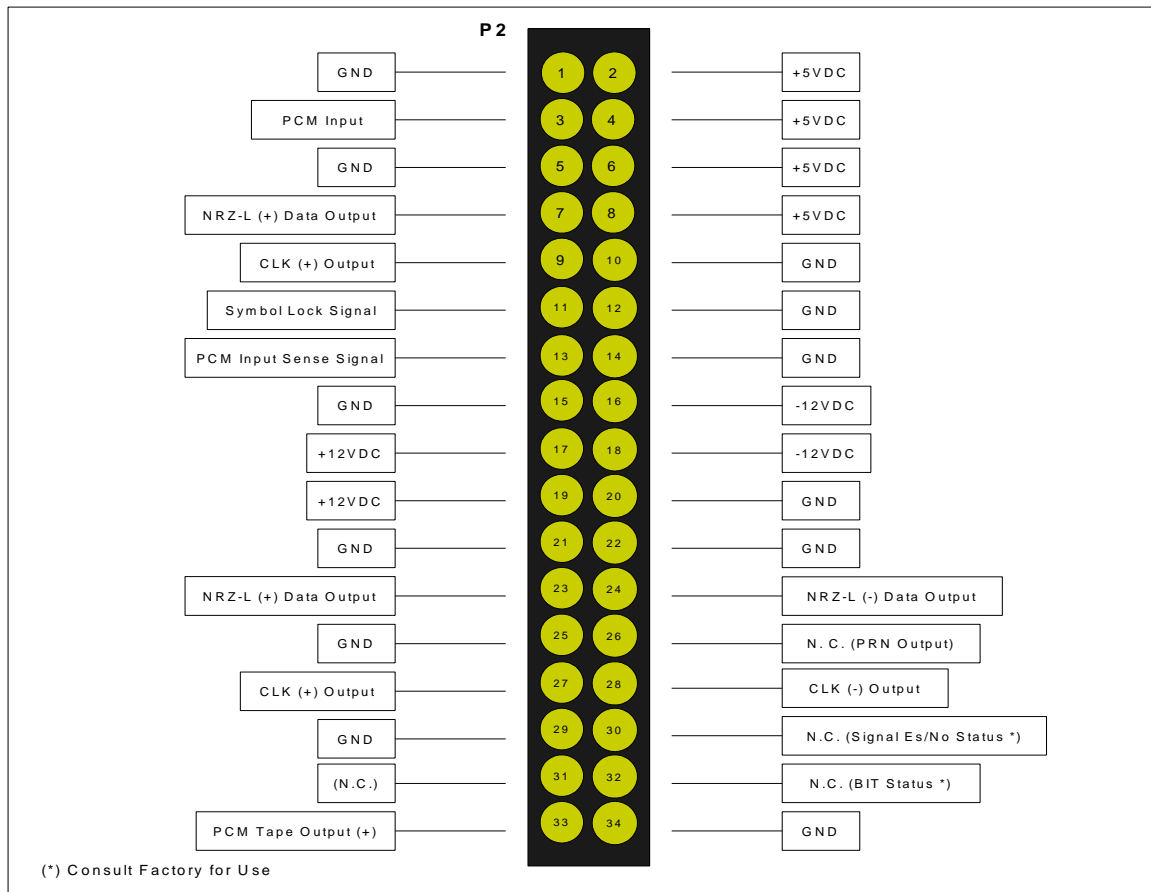 P2
GND 1 2 +5VDC
PCM Input 3 4 +5VDC
GND 5 6 +5VDC
NRZ-L (+) Data Output 7 8 +5VDC
CLK (+) Output 9 10 GND
Symbol Lock Signal 11 12 GND
PCM Input Sense Signal 13 14 GND
GND 15 16 -12VDC
+12VDC 17 18 -12VDC
+12VDC 19 20 GND
GND 21 22 GND
NRZ-L (+) Data Output 23 24 NRZ-L (-) Data Output
GND 25 26 N. C. (PRN Output)
CLK (+) Output 27 28 CLK (-) Output
GND 29 30 N.C. (Signal Es/No Status *)
(N.C.) 31 32 N.C. (BIT Status *)
PCM Tape Output (+) 33 34 GND
(*) Consult Factory for Use